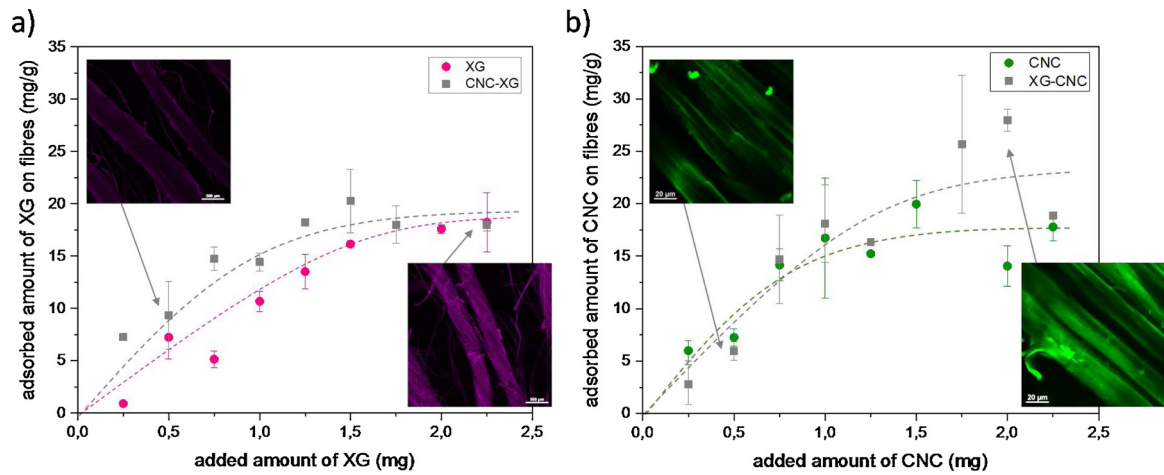 a)
adsorbed amount of XG on fibres (mg/g)
35
30
25
20
15
10
5
0
XG
CNC-XG
0,0 0,5 1,0 1,5 2,0 2,5
added amount of XG (mg)
b)
adsorbed amount of CNC on fibres (mg/g)
35
30
25
20
15
10
5
0
CNC
XG-CNC
20 µm
20 µm
0,0 0,5 1,0 1,5 2,0 2,5
added amount of CNC (mg)